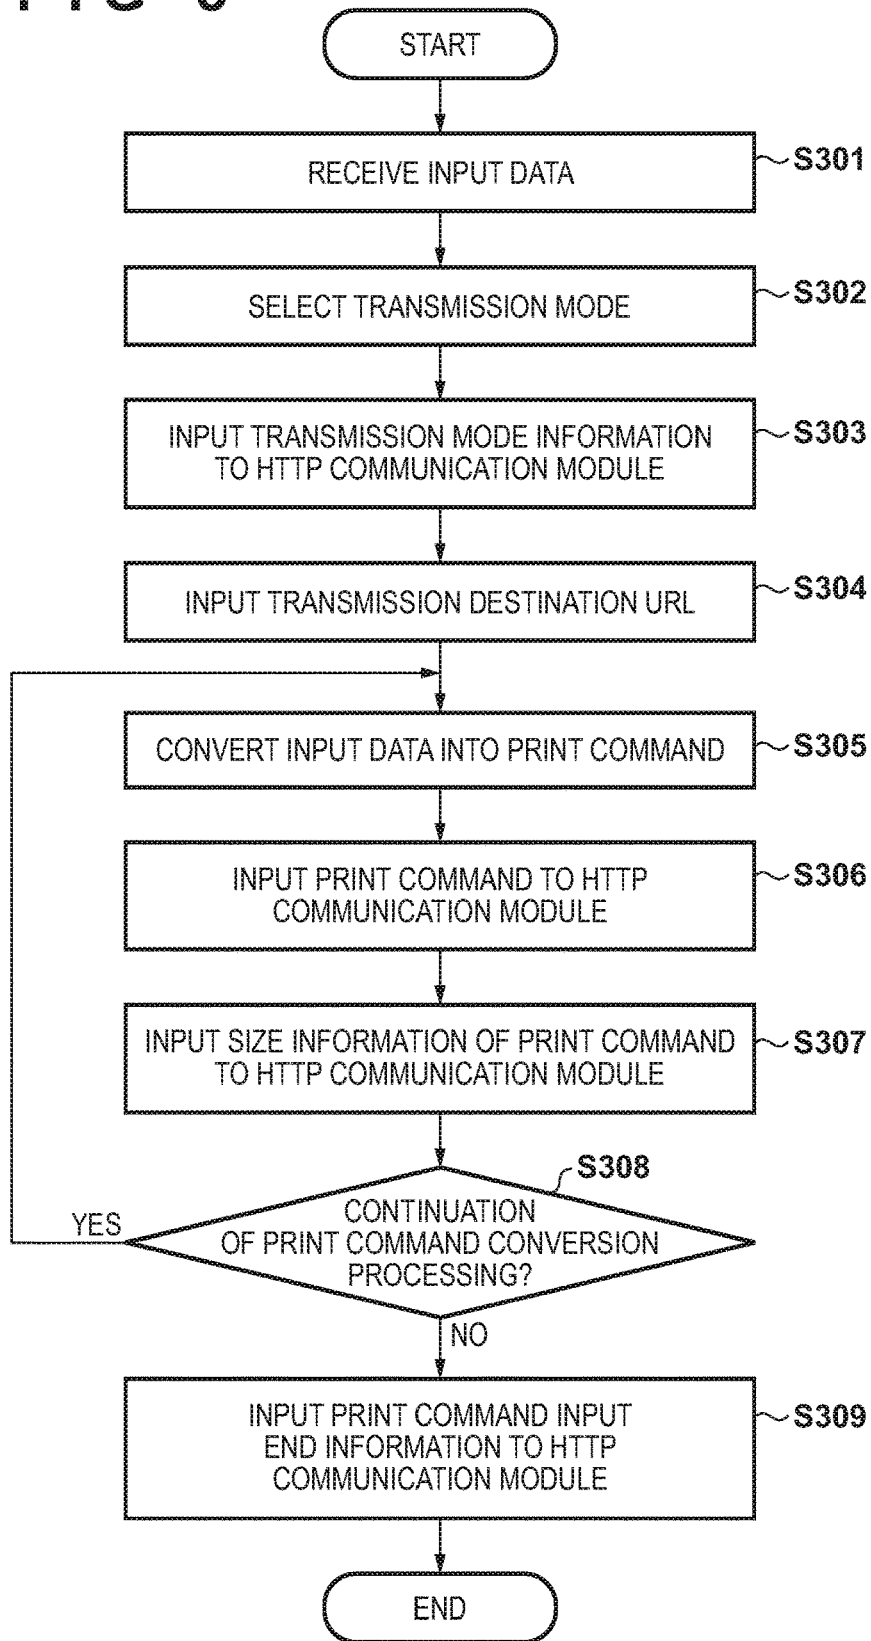 START
RECEIVE INPUT DATA
S301
SELECT TRANSMISSION MODE
S302
INPUT TRANSMISSION MODE INFORMATION
TO HTTP COMMUNICATION MODULE
S303
INPUT TRANSMISSION DESTINATION URL
S304
CONVERT INPUT DATA INTO PRINT COMMAND
S305
INPUT PRINT COMMAND TO HTTP
COMMUNICATION MODULE
S306
INPUT SIZE INFORMATION OF PRINT COMMAND
TO HTTP COMMUNICATION MODULE
S307
S308
CONTINUATION
OF PRINT COMMAND CONVERSION
PROCESSING?
YES
NO
INPUT PRINT COMMAND INPUT
END INFORMATION TO HTTP
COMMUNICATION MODULE
S309
END